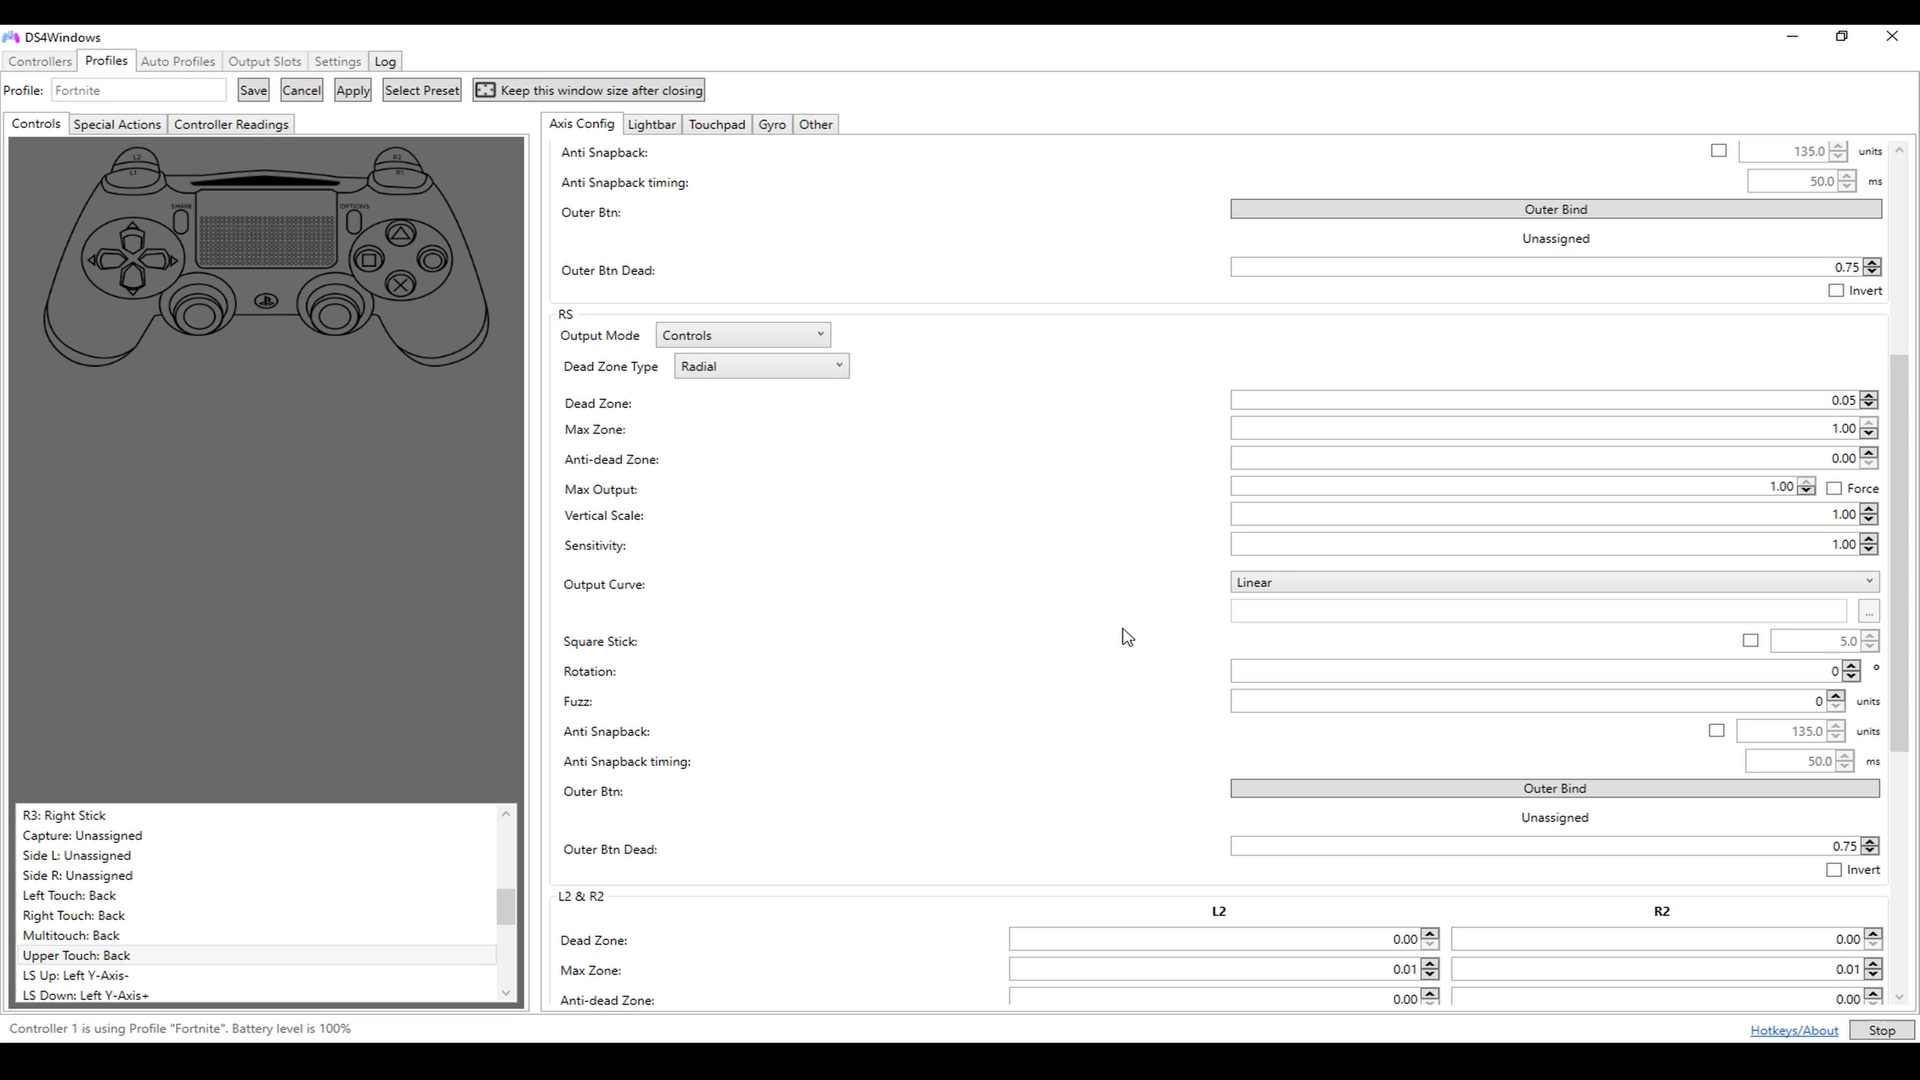 DS4Windows
Controllers Profiles Auto Profiles Output Slots Settings Log
Profile: Fortnite Save Cancel Apply Select Preset Keep this window size after closing
Controls Special Actions Controller Readings
Axis Config Lightbar Touchpad Gyro Other
L2 R2
L1 R1
SHARE OPTIONS
R3: Right Stick
Capture: Unassigned
Side L: Unassigned
Side R: Unassigned
Left Touch: Back
Right Touch: Back
Multitouch: Back
Upper Touch: Back
LS Up: Left Y-Axis-
LS Down: Left Y-Axis+
Anti Snapback: 135.0 units
Anti Snapback timing: 50.0 ms
Outer Btn: Outer Bind
Unassigned
Outer Btn Dead: 0.75
Invert
RS
Output Mode Controls
Dead Zone Type Radial
Dead Zone: 0.05
Max Zone: 1.00
Anti-dead Zone: 0.00
Max Output: 1.00 Force
Vertical Scale: 1.00
Sensitivity: 1.00
Output Curve: Linear
...
Square Stick: 5.0
Rotation: 0 °
Fuzz: 0 units
Anti Snapback: 135.0 units
Anti Snapback timing: 50.0 ms
Outer Btn: Outer Bind
Unassigned
Outer Btn Dead: 0.75
Invert
L2 & R2
L2 R2
Dead Zone: 0.00 0.00
Max Zone: 0.01 0.01
Anti-dead Zone: 0.00 0.00
Controller 1 is using Profile "Fortnite". Battery level is 100%
Hotkeys/About Stop